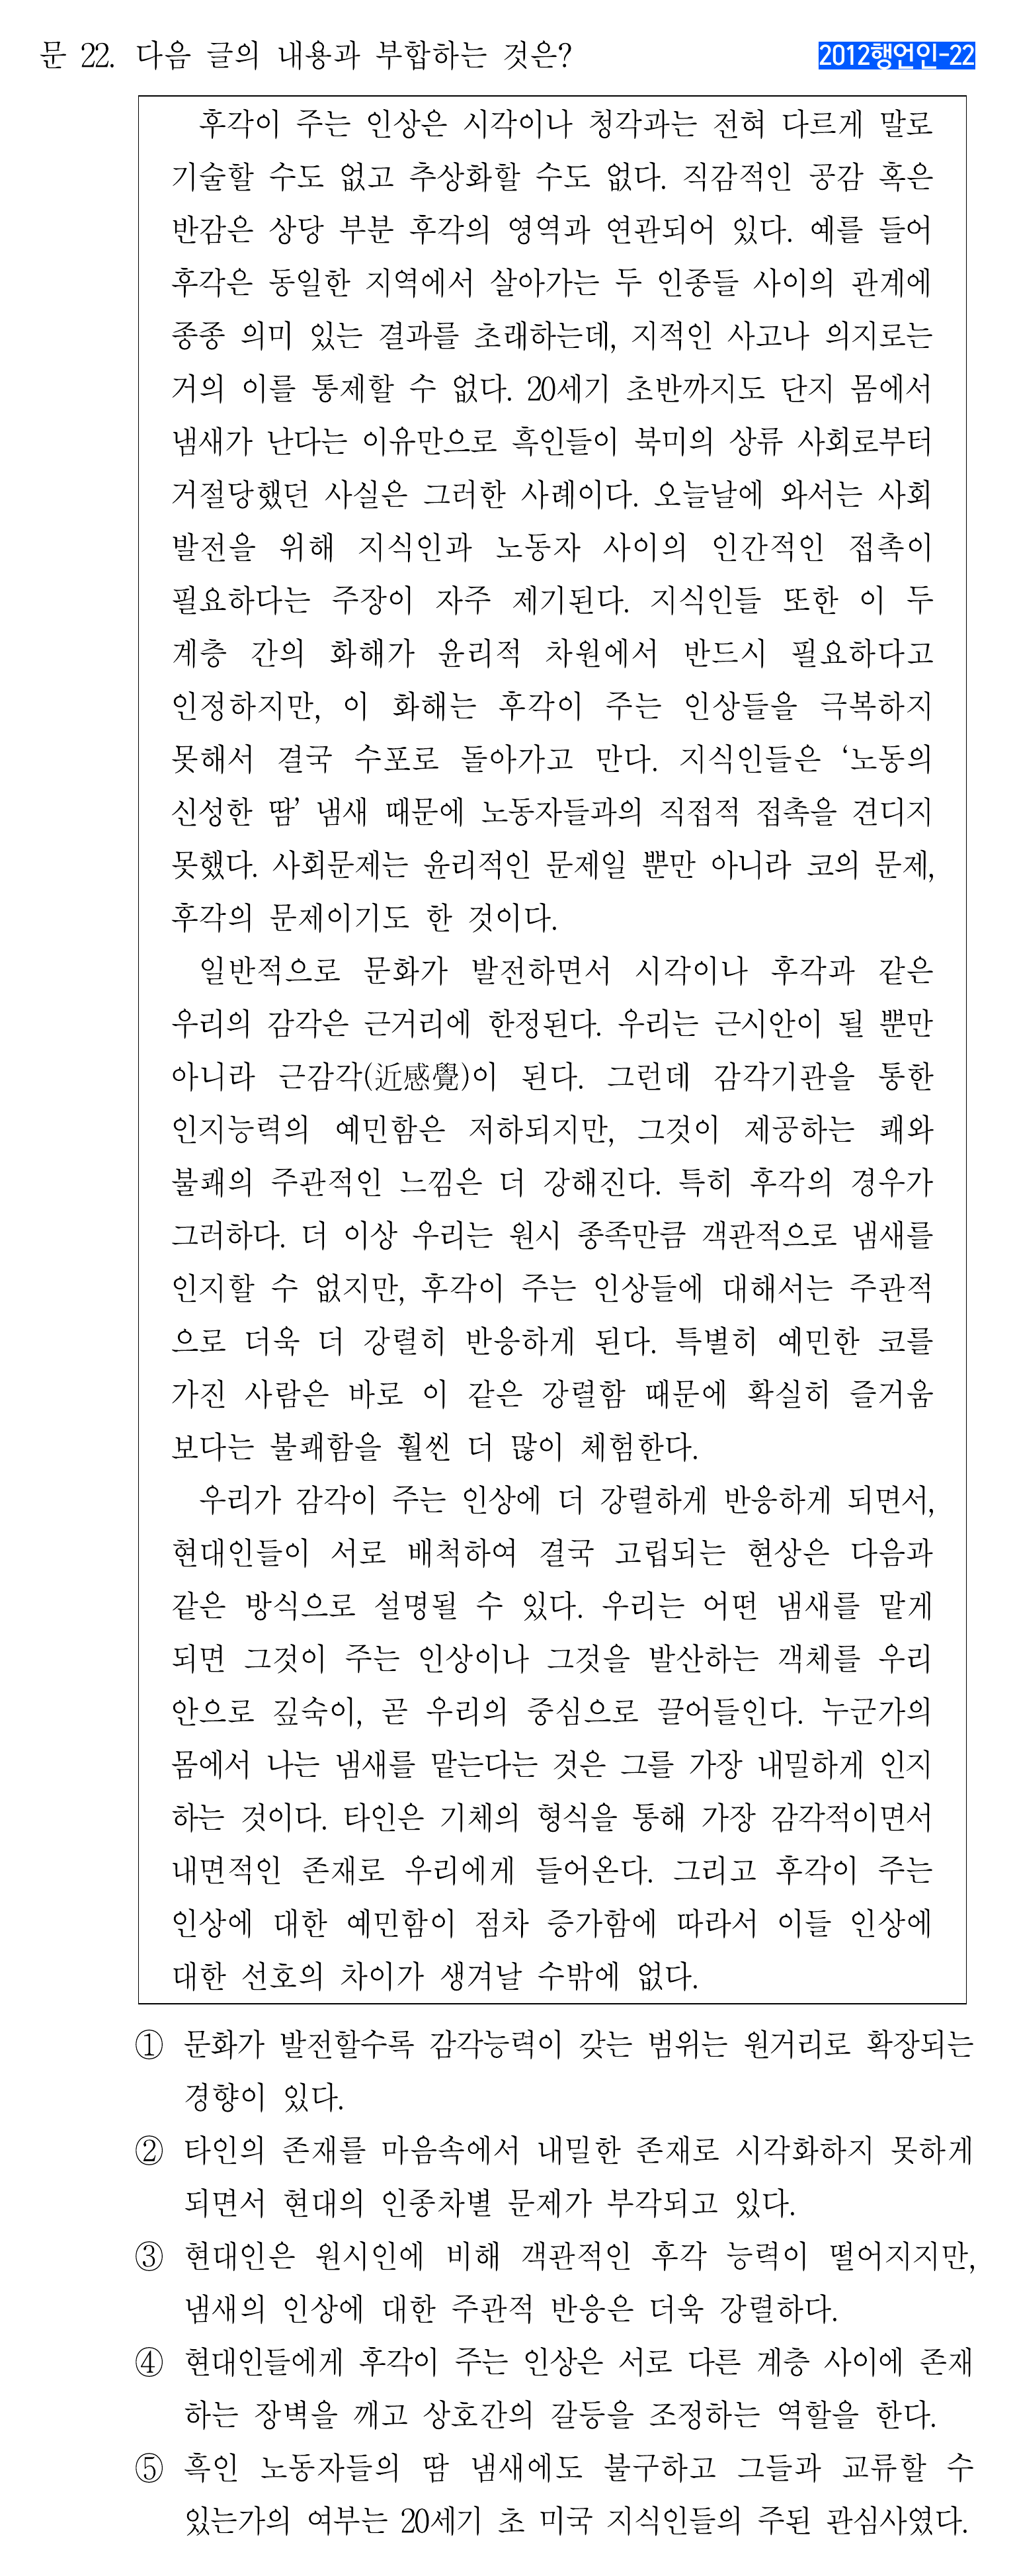 문 22. 다음 글의 내용과 부합하는 것은?
2012행언인-22
후각이 주는 인상은 시각이나 청각과는 전혀 다르게 말로
기술할 수도 없고 추상화할 수도 없다. 직감적인 공감 혹은
반감은 상당 부분 후각의 영역과 연관되어 있다. 예를 들어
후각은 동일한 지역에서 살아가는 두 인종들 사이의 관계에
종종 의미 있는 결과를 초래하는데, 지적인 사고나 의지로는
거의 이를 통제할 수 없다. 20세기 초반까지도 단지 몸에서
냄새가 난다는 이유만으로 흑인들이 북미의 상류 사회로부터
거절당했던 사실은 그러한 사례이다. 오늘날에 와서는 사회
발전을 위해 지식인과 노동자 사이의 인간적인 접촉이
필요하다는 주장이 자주 제기된다. 지식인들 또한 이 두
계층 간의 화해가 윤리적 차원에서 반드시 필요하다고
인정하지만, 이 화해는 후각이 주는 인상들을 극복하지
못해서 결국 수포로 돌아가고 만다. 지식인들은 ‘노동의
신성한 땀’ 냄새 때문에 노동자들과의 직접적 접촉을 견디지
못했다. 사회문제는 윤리적인 문제일 뿐만 아니라 코의 문제,
후각의 문제이기도 한 것이다.
일반적으로 문화가 발전하면서 시각이나 후각과 같은
우리의 감각은 근거리에 한정된다. 우리는 근시안이 될 뿐만
아니라 근감각(近感覺)이 된다. 그런데 감각기관을 통한
인지능력의 예민함은 저하되지만, 그것이 제공하는 쾌와
불쾌의 주관적인 느낌은 더 강해진다. 특히 후각의 경우가
그러하다. 더 이상 우리는 원시 종족만큼 객관적으로 냄새를
인지할 수 없지만, 후각이 주는 인상들에 대해서는 주관적
으로 더욱 더 강렬히 반응하게 된다. 특별히 예민한 코를
가진 사람은 바로 이 같은 강렬함 때문에 확실히 즐거움
보다는 불쾌함을 훨씬 더 많이 체험한다.
우리가 감각이 주는 인상에 더 강렬하게 반응하게 되면서,
현대인들이 서로 배척하여 결국 고립되는 현상은 다음과
같은 방식으로 설명될 수 있다. 우리는 어떤 냄새를 맡게
되면 그것이 주는 인상이나 그것을 발산하는 객체를 우리
안으로 깊숙이, 곧 우리의 중심으로 끌어들인다. 누군가의
몸에서 나는 냄새를 맡는다는 것은 그를 가장 내밀하게 인지
하는 것이다. 타인은 기체의 형식을 통해 가장 감각적이면서
내면적인 존재로 우리에게 들어온다. 그리고 후각이 주는
인상에 대한 예민함이 점차 증가함에 따라서 이들 인상에
대한 선호의 차이가 생겨날 수밖에 없다.
① 문화가 발전할수록 감각능력이 갖는 범위는 원거리로 확장되는
경향이 있다.
② 타인의 존재를 마음속에서 내밀한 존재로 시각화하지 못하게
되면서 현대의 인종차별 문제가 부각되고 있다.
③ 현대인은 원시인에 비해 객관적인 후각 능력이 떨어지지만,
냄새의 인상에 대한 주관적 반응은 더욱 강렬하다.
④ 현대인들에게 후각이 주는 인상은 서로 다른 계층 사이에 존재
하는 장벽을 깨고 상호간의 갈등을 조정하는 역할을 한다.
⑤ 흑인 노동자들의 땀 냄새에도 불구하고 그들과 교류할 수
있는가의 여부는 20세기 초 미국 지식인들의 주된 관심사였다.